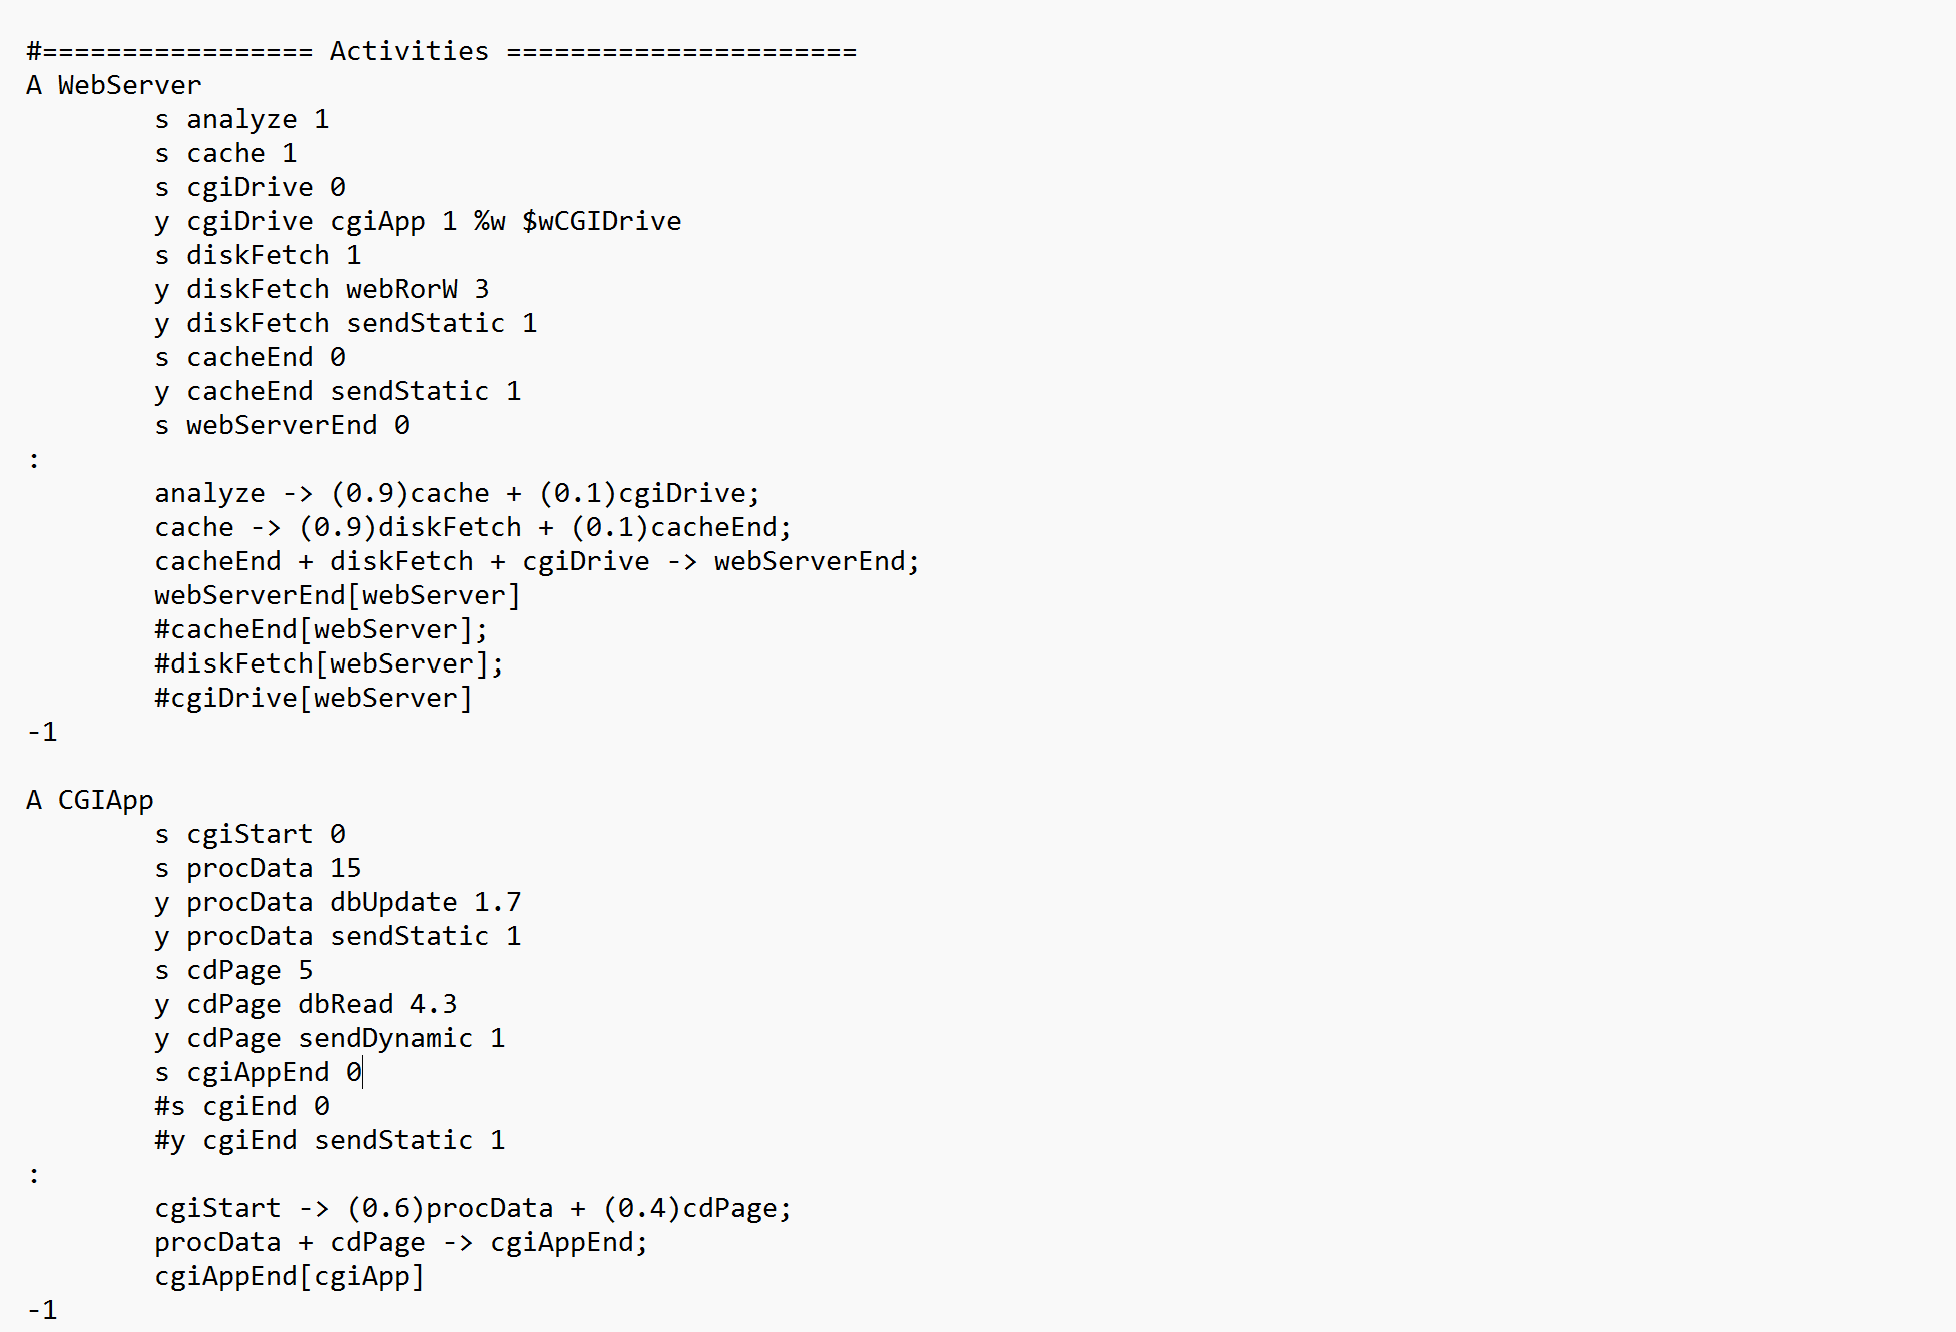 #================= Activities ======================
A WebServer
s analyze 1
s cache 1
s cgiDrive 0
y cgiDrive cgiApp 1 %w $wCGIDrive
s diskFetch 1
y diskFetch webRorW 3
y diskFetch sendStatic 1
s cacheEnd 0
y cacheEnd sendStatic 1
s webServerEnd 0
:
analyze -> (0.9)cache + (0.1)cgiDrive;
cache -> (0.9)diskFetch + (0.1)cacheEnd;
cacheEnd + diskFetch + cgiDrive -> webServerEnd;
webServerEnd[webServer]
#cacheEnd[webServer];
#diskFetch[webServer];
#cgiDrive[webServer]
-1
A CGIApp
s cgiStart 0
s procData 15
y procData dbUpdate 1.7
y procData sendStatic 1
s cdPage 5
y cdPage dbRead 4.3
y cdPage sendDynamic 1
s cgiAppEnd 0
#s cgiEnd 0
#y cgiEnd sendStatic 1
:
cgiStart -> (0.6)procData + (0.4)cdPage;
procData + cdPage -> cgiAppEnd;
cgiAppEnd[cgiApp]
-1